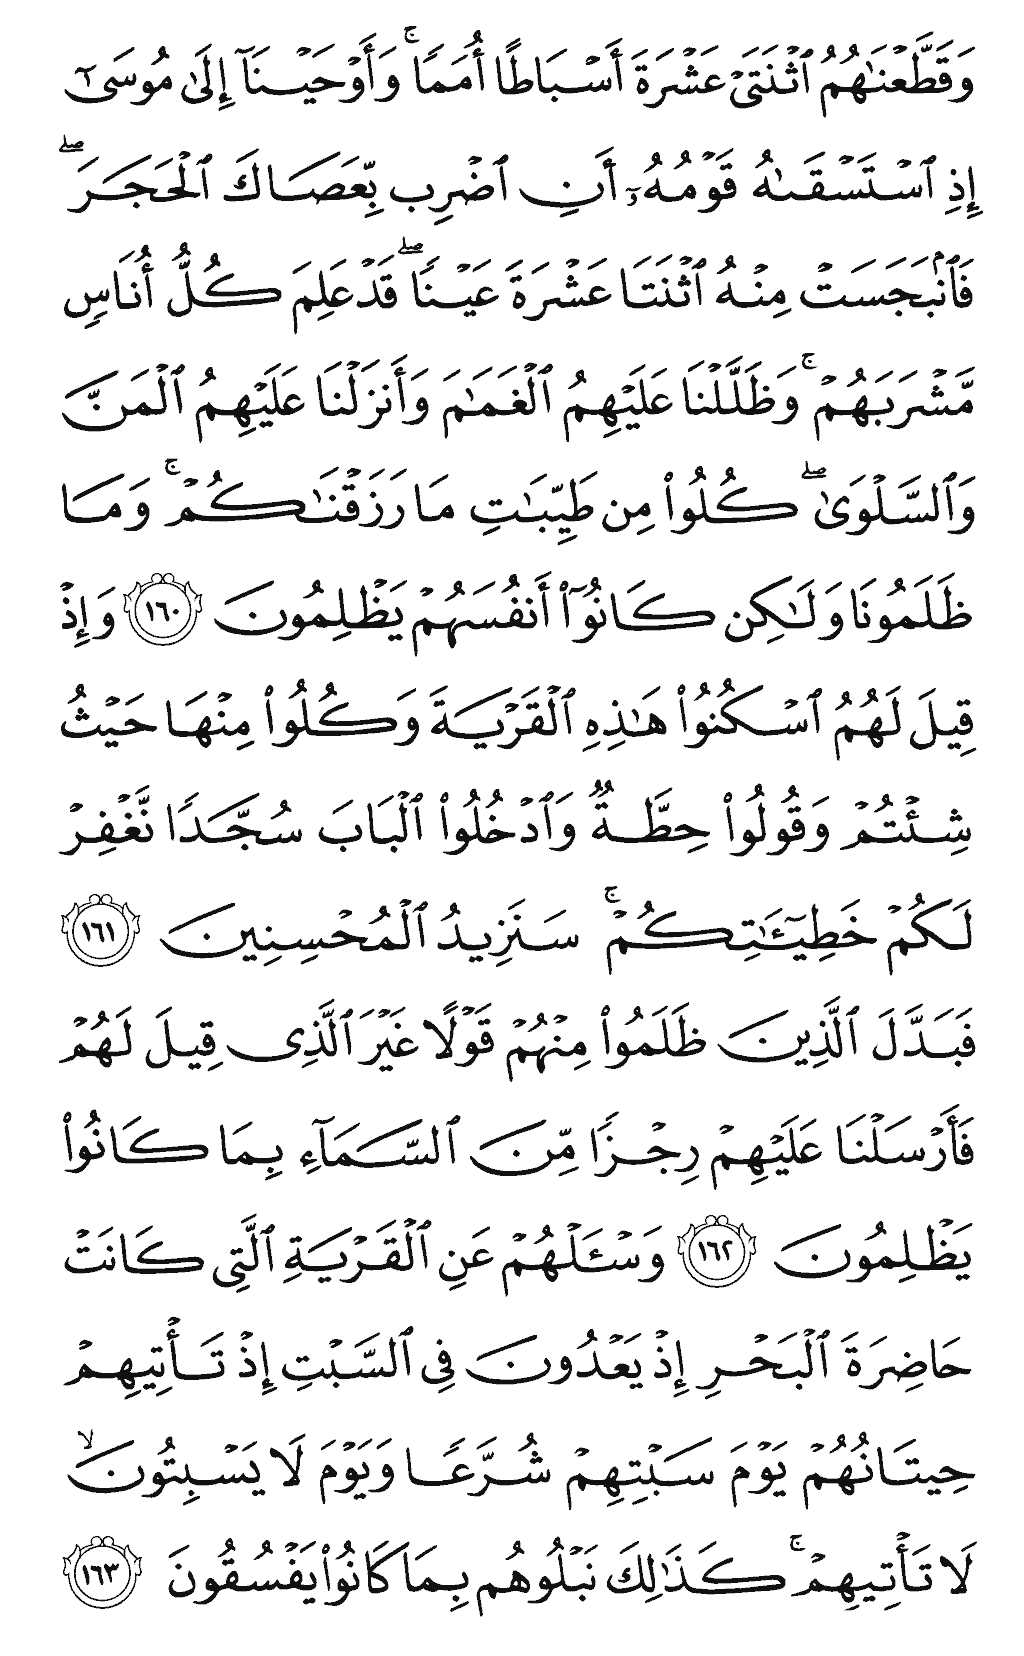 وَقَطَّعۡنَٰهُمُ ٱثۡنَتَيۡ عَشۡرَةَ أَسۡبَاطًا أُمَمٗاۚ وَأَوۡحَيۡنَآ إِلَىٰ مُوسَىٰٓ
إِذِ ٱسۡتَسۡقَىٰهُ قَوۡمُهُۥٓ أَنِ ٱضۡرِب بِّعَصَاكَ ٱلۡحَجَرَۖ
فَٱنۢبَجَسَتۡ مِنۡهُ ٱثۡنَتَا عَشۡرَةَ عَيۡنٗاۖ قَدۡ عَلِمَ كُلُّ أُنَاسٖ
مَّشۡرَبَهُمۡۚ وَظَلَّلۡنَا عَلَيۡهِمُ ٱلۡغَمَٰمَ وَأَنزَلۡنَا عَلَيۡهِمُ ٱلۡمَنَّ
وَٱلسَّلۡوَىٰۖ كُلُواْ مِن طَيِّبَٰتِ مَا رَزَقۡنَٰكُمۡۚ وَمَا
ظَلَمُونَا وَلَٰكِن كَانُوٓاْ أَنفُسَهُمۡ يَظۡلِمُونَ ١٦٠ وَإِذۡ
قِيلَ لَهُمُ ٱسۡكُنُواْ هَٰذِهِ ٱلۡقَرۡيَةَ وَكُلُواْ مِنۡهَا حَيۡثُ
شِئۡتُمۡ وَقُولُواْ حِطَّةٞ وَٱدۡخُلُواْ ٱلۡبَابَ سُجَّدٗا نَّغۡفِرۡ
لَكُمۡ خَطِيٓـَٰٔتِكُمۡۚ سَنَزِيدُ ٱلۡمُحۡسِنِينَ ١٦١
فَبَدَّلَ ٱلَّذِينَ ظَلَمُواْ مِنۡهُمۡ قَوۡلًا غَيۡرَ ٱلَّذِي قِيلَ لَهُمۡ
فَأَرۡسَلۡنَا عَلَيۡهِمۡ رِجۡزٗا مِّنَ ٱلسَّمَآءِ بِمَا كَانُواْ
يَظۡلِمُونَ ١٦٢ وَسۡـَٔلۡهُمۡ عَنِ ٱلۡقَرۡيَةِ ٱلَّتِي كَانَتۡ
حَاضِرَةَ ٱلۡبَحۡرِ إِذۡ يَعۡدُونَ فِي ٱلسَّبۡتِ إِذۡ تَأۡتِيهِمۡ
حِيتَانُهُمۡ يَوۡمَ سَبۡتِهِمۡ شُرَّعٗا وَيَوۡمَ لَا يَسۡبِتُونَۙ
لَا تَأۡتِيهِمۡۚ كَذَٰلِكَ نَبۡلُوهُم بِمَا كَانُواْ يَفۡسُقُونَ ١٦٣